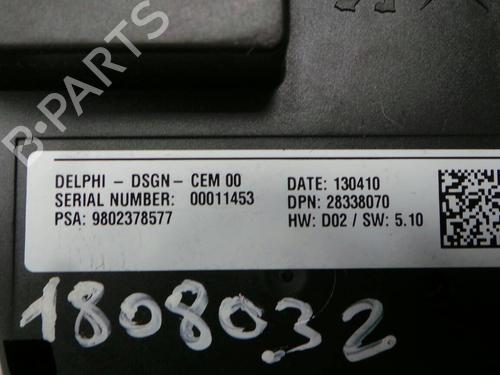 B-PARTS
DELPHI – DSGN – CEM 00
SERIAL NUMBER: 00011453
PSA: 9802378577
DATE: 130410
DPN: 28338070
HW: D02 / SW: 5.10
1808032